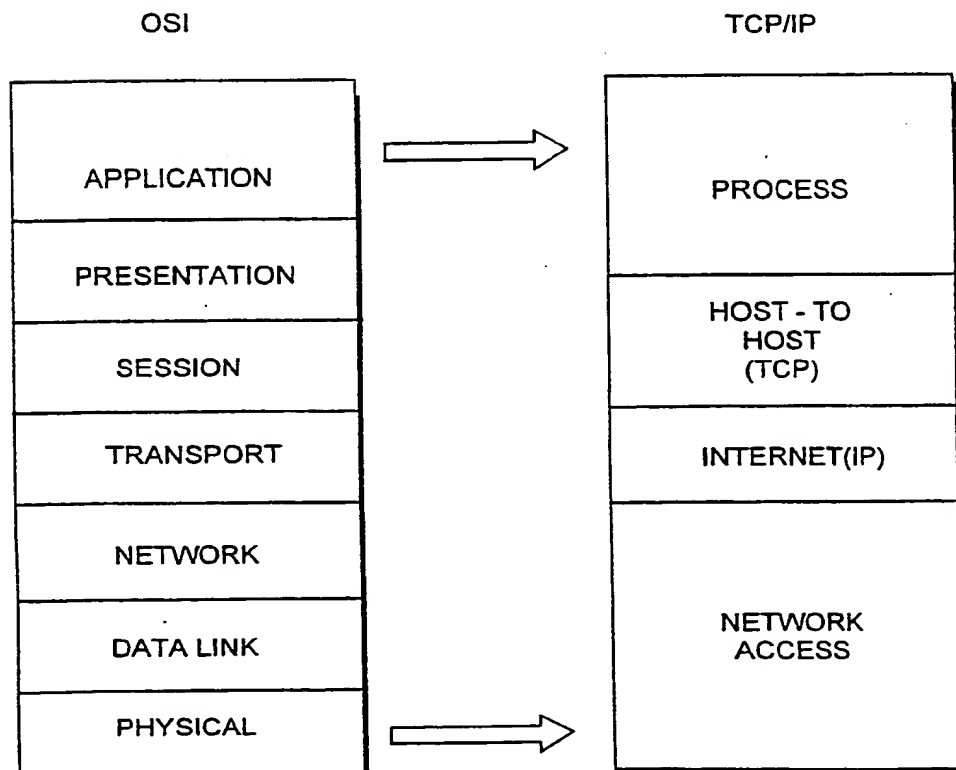 OSI
TCP/IP
APPLICATION
PRESENTATION
SESSION
TRANSPORT
NETWORK
DATA LINK
PHYSICAL
PROCESS
HOST - TO
HOST
(TCP)
INTERNET(IP)
NETWORK
ACCESS